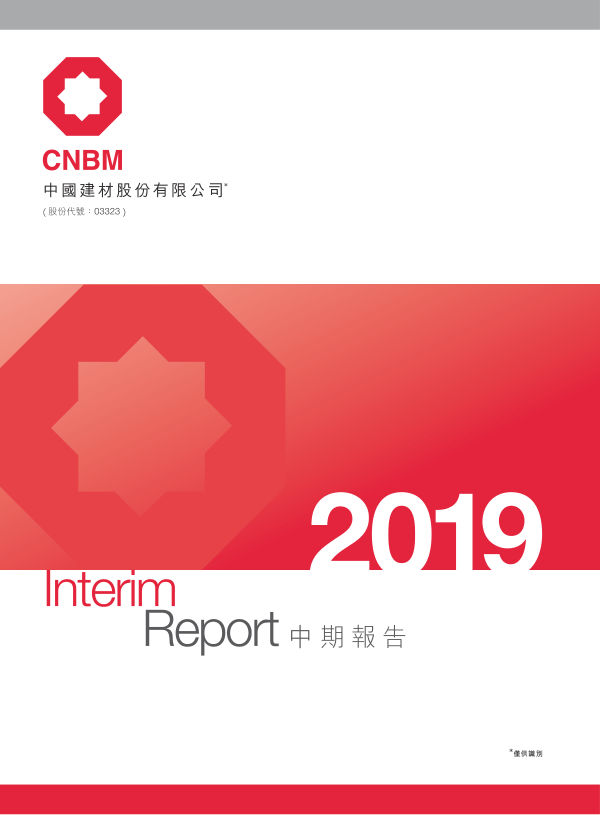 CNBM
中國建材股份有限公司*
(股份代號：03323)
2019
Interim
Report 中期報告
*僅供識別